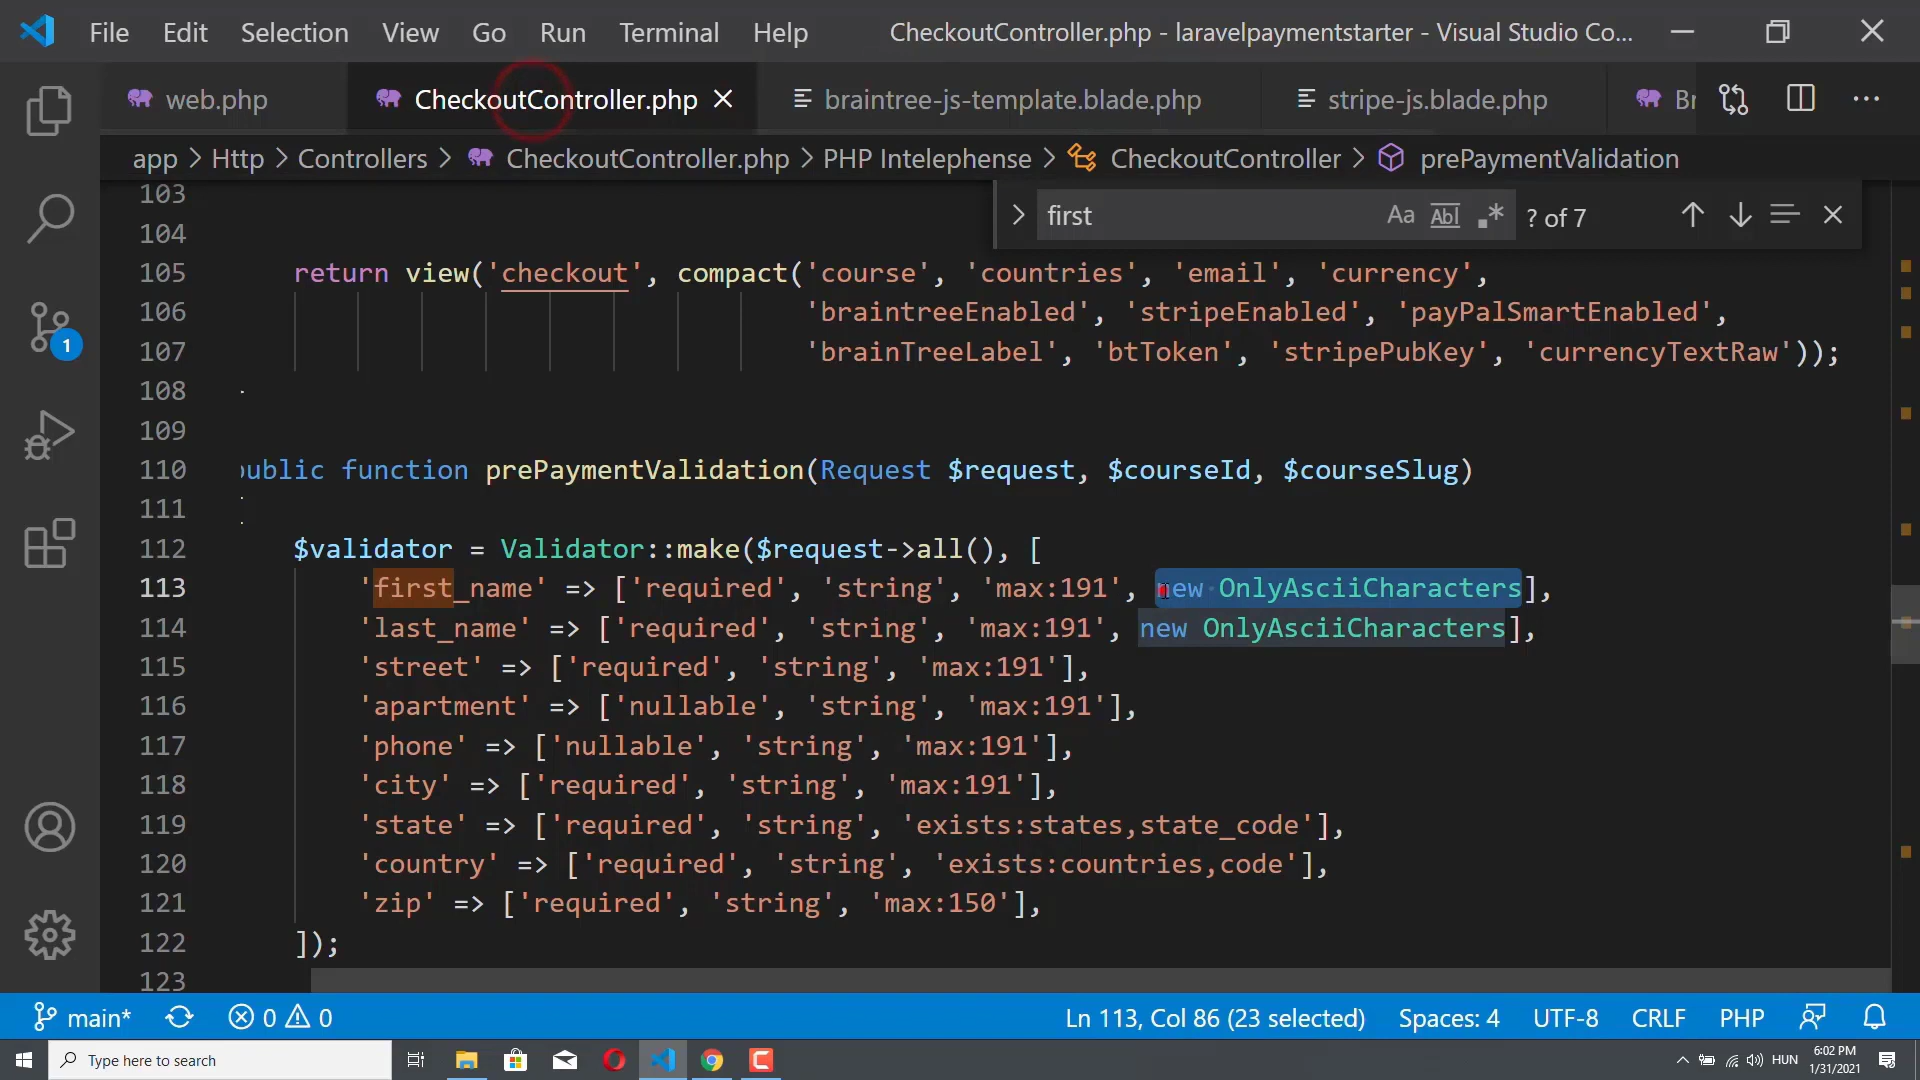 File Edit Selection View Go Run Terminal Help CheckoutController.php - laravelpaymentstarter - Visual Studio Co...
web.php CheckoutController.php braintree-js-template.blade.php stripe-js.blade.php Br
app > Http > Controllers > CheckoutController.php > PHP Intelephense > CheckoutController > prePaymentValidation
first Aa Abl .* ? of 7
103
104
105 return view('checkout', compact('course', 'countries', 'email', 'currency',
106 'braintreeEnabled', 'stripeEnabled', 'payPalSmartEnabled',
107 'brainTreeLabel', 'btToken', 'stripePubKey', 'currencyTextRaw'));
108
109
110 public function prePaymentValidation(Request $request, $courseId, $courseSlug)
111
112 $validator = Validator::make($request->all(), [
113 'first_name' => ['required', 'string', 'max:191', new OnlyAsciiCharacters],
114 'last_name' => ['required', 'string', 'max:191', new OnlyAsciiCharacters],
115 'street' => ['required', 'string', 'max:191'],
116 'apartment' => ['nullable', 'string', 'max:191'],
117 'phone' => ['nullable', 'string', 'max:191'],
118 'city' => ['required', 'string', 'max:191'],
119 'state' => ['required', 'string', 'exists:states,state_code'],
120 'country' => ['required', 'string', 'exists:countries,code'],
121 'zip' => ['required', 'string', 'max:150'],
122 ]);
123
1
main* 0 0 Ln 113, Col 86 (23 selected) Spaces: 4 UTF-8 CRLF PHP
Type here to search HUN 6:02 PM
1/31/2021